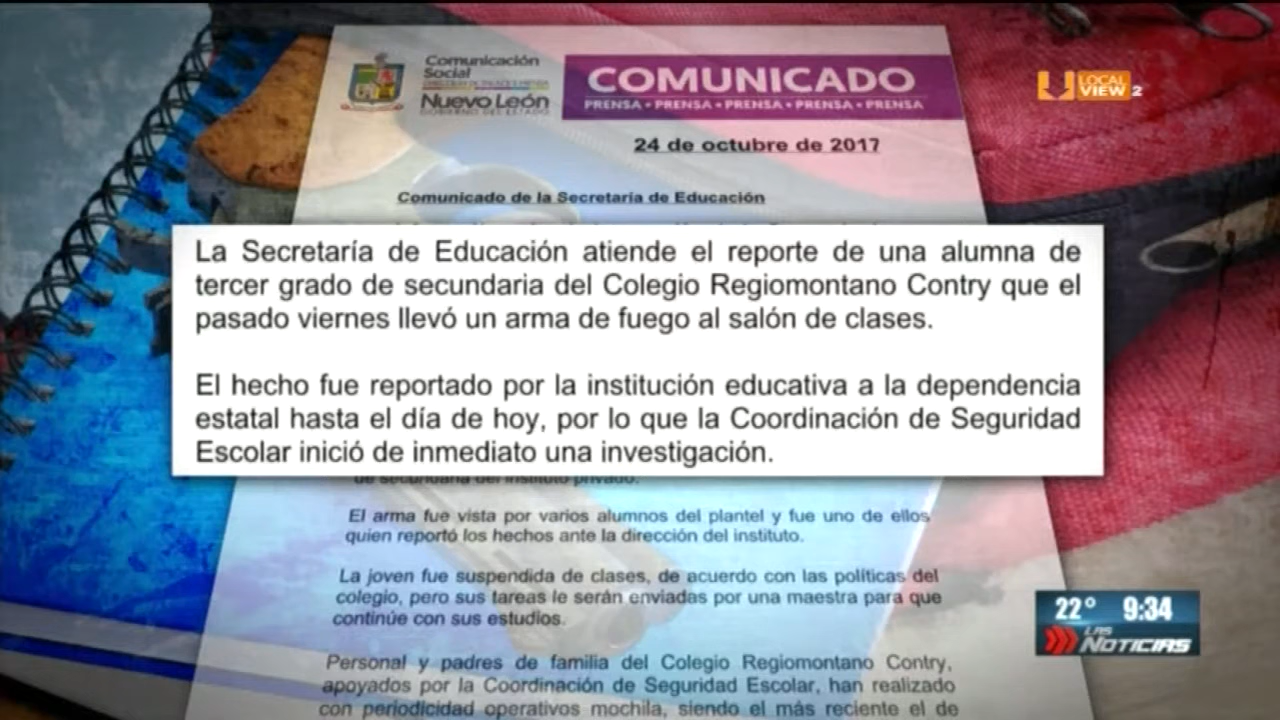 Comunicación
Social
Nuevo León
GOBIERNO DEL ESTADO
COMUNICADO
PRENSA • PRENSA • PRENSA • PRENSA • PRENSA
LOCAL
VIEW 2
24 de octubre de 2017
Comunicado de la Secretaría de Educación
La Secretaría de Educación atiende el reporte de una alumna de
tercer grado de secundaria del Colegio Regiomontano Contry que el
pasado viernes llevó un arma de fuego al salón de clases.
El hecho fue reportado por la institución educativa a la dependencia
estatal hasta el día de hoy, por lo que la Coordinación de Seguridad
Escolar inició de inmediato una investigación.
de secundaria del instituto privado.
El arma fue vista por varios alumnos del plantel y fue uno de ellos
quien reportó los hechos ante la dirección del instituto.
La joven fue suspendida de clases, de acuerdo con las políticas del
colegio, pero sus tareas le serán enviadas por una maestra para que
continúe con sus estudios.
Personal y padres de familia del Colegio Regiomontano Contry,
apoyados por la Coordinación de Seguridad Escolar, han realizado
con periodicidad operativos mochila, siendo el más reciente el de
22° 9:34
LAS
NOTICIAS